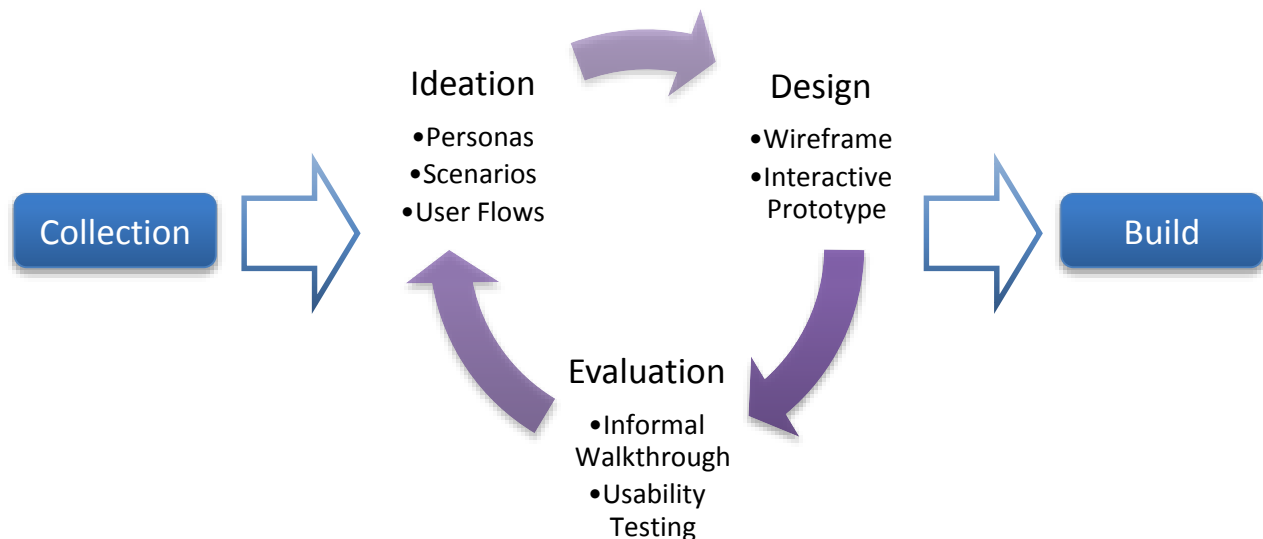 Collection
Ideation
•Personas
•Scenarios
•User Flows
Design
•Wireframe
•Interactive
Prototype
Evaluation
•Informal
Walkthrough
•Usability
Testing
Build